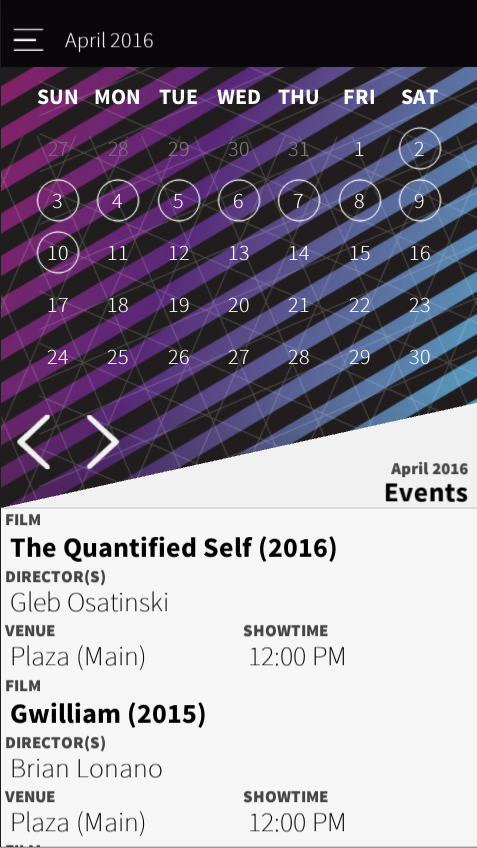 April 2016
SUN MON TUE WED THU FRI SAT
27 28 29 30 31 1 2
3 4 5 6 7 8 9
10 11 12 13 14 15 16
17 18 19 20 21 22 23
24 25 26 27 28 29 30
April 2016
Events
FILM
The Quantified Self (2016)
DIRECTOR(S)
Gleb Osatinski
VENUE SHOWTIME
Plaza (Main) 12:00 PM
FILM
Gwilliam (2015)
DIRECTOR(S)
Brian Lonano
VENUE SHOWTIME
Plaza (Main) 12:00 PM